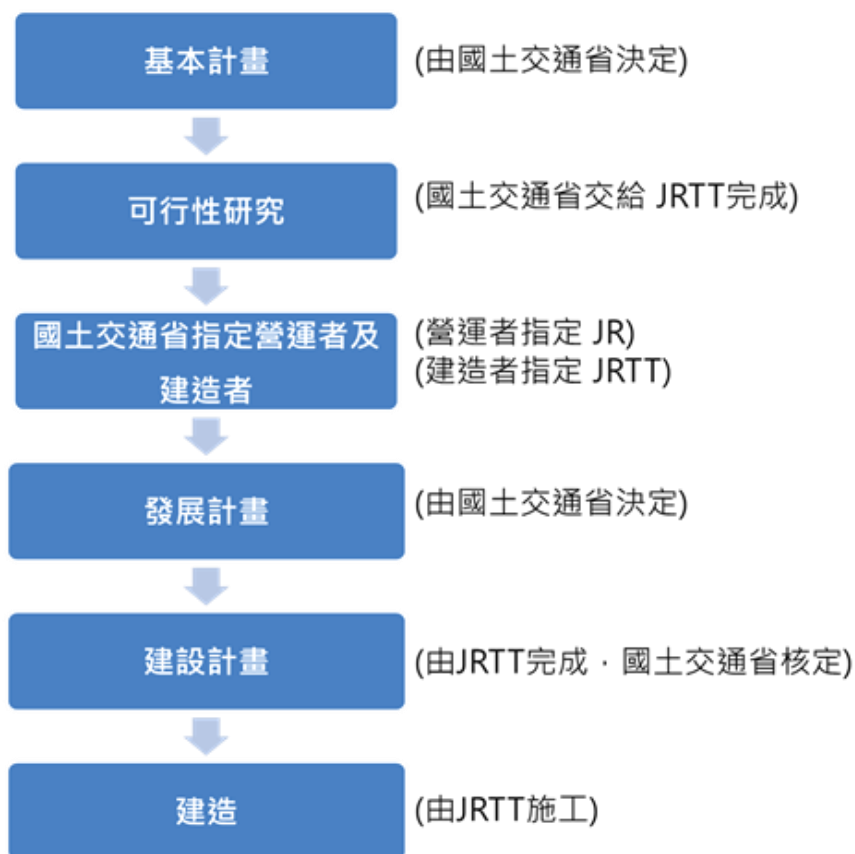 基本計畫
(由國土交通省決定)
可行性研究
(國土交通省交給 JRTT完成)
國土交通省指定營運者及
建造者
(營運者指定 JR)
(建造者指定 JRTT)
發展計畫
(由國土交通省決定)
建設計畫
(由JRTT完成，國土交通省核定)
建造
(由JRTT施工)